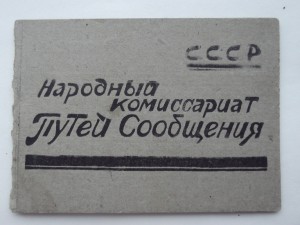 СССР
Народный
комиссариат
Путей Сообщения